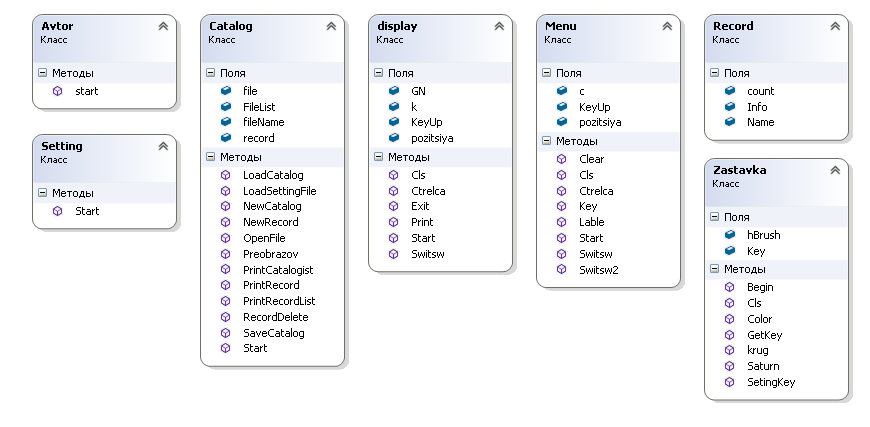 Avtor
Класс
Методы
start
Setting
Класс
Методы
Start
Catalog
Класс
Поля
file
FileList
fileName
record
Методы
LoadCatalog
LoadSettingFile
NewCatalog
NewRecord
OpenFile
Preobrazov
PrintCatalogist
PrintRecord
PrintRecordList
RecordDelete
SaveCatalog
Start
display
Класс
Поля
GN
k
KeyUp
pozitsiya
Методы
Cls
Ctrelca
Exit
Print
Start
Switsw
Menu
Класс
Поля
c
KeyUp
pozitsiya
Методы
Clear
Cls
Ctrelca
Key
Lable
Start
Switsw
Switsw2
Record
Класс
Поля
count
Info
Name
Zastavka
Класс
Поля
hBrush
Key
Методы
Begin
Cls
Color
GetKey
krug
Saturn
SetingKey